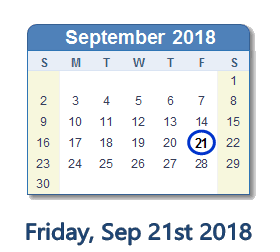 September 2018
S M T W T F S
1
2 3 4 5 6 7 8
9 10 11 12 13 14 15
16 17 18 19 20 21 22
23 24 25 26 27 28 29
30
Friday, Sep 21st 2018